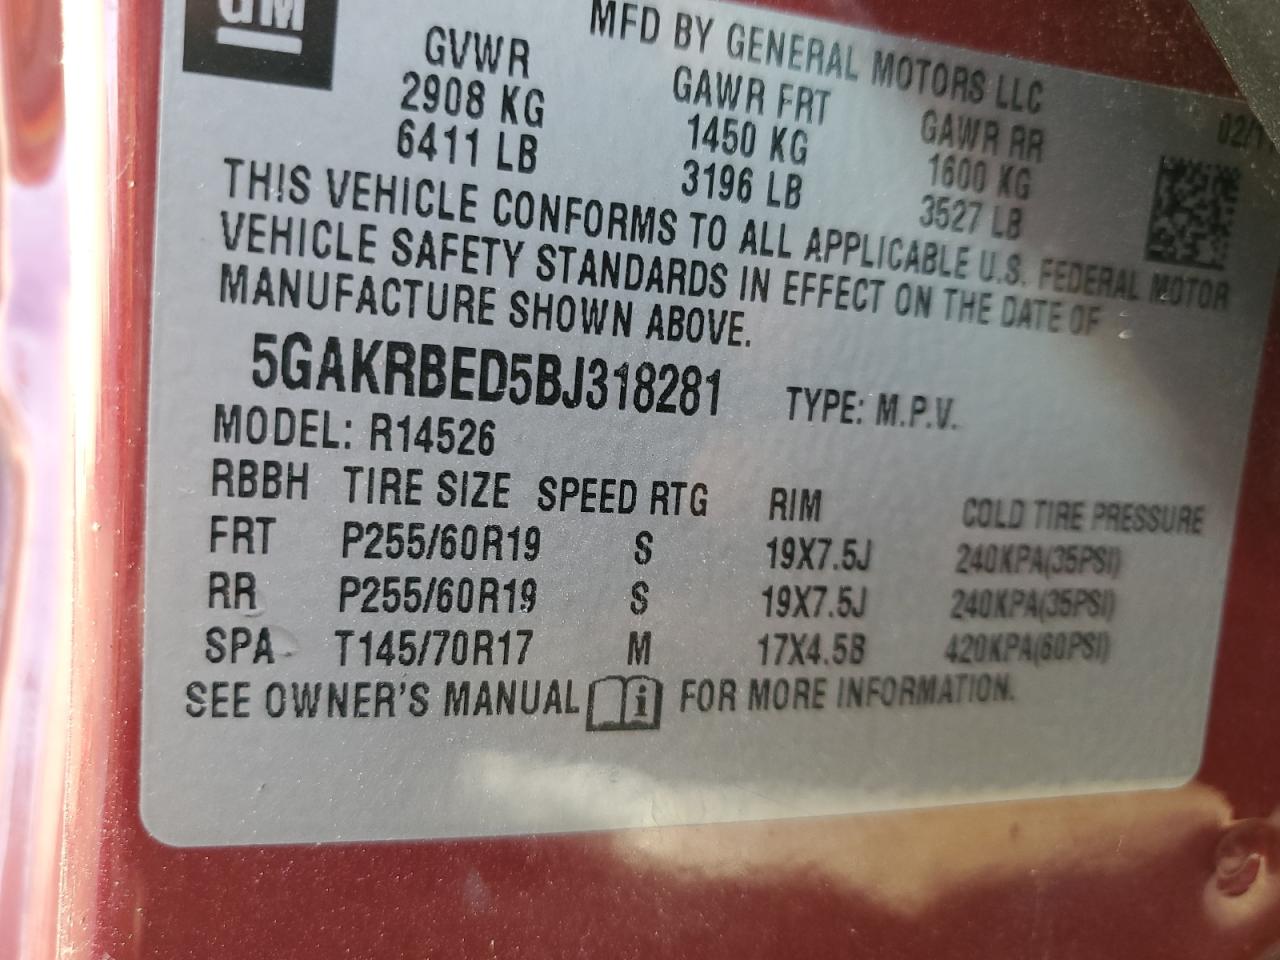 GM
MFD BY GENERAL MOTORS LLC
GVWR GAWR FRT GAWR RR
2908 KG 1450 KG 1600 KG
6411 LB 3196 LB 3527 LB
THIS VEHICLE CONFORMS TO ALL APPLICABLE U.S. FEDERAL MOTOR
VEHICLE SAFETY STANDARDS IN EFFECT ON THE DATE OF
MANUFACTURE SHOWN ABOVE.
5GAKRBED5BJ318281 TYPE: M.P.V.
MODEL: R14526
RBBH TIRE SIZE SPEED RTG RIM COLD TIRE PRESSURE
FRT P255/60R19 S 19X7.5J 240KPA(35PSI)
RR P255/60R19 S 19X7.5J 240KPA(35PSI)
SPA T145/70R17 M 17X4.5B 420KPA(60PSI)
SEE OWNER'S MANUAL i FOR MORE INFORMATION.